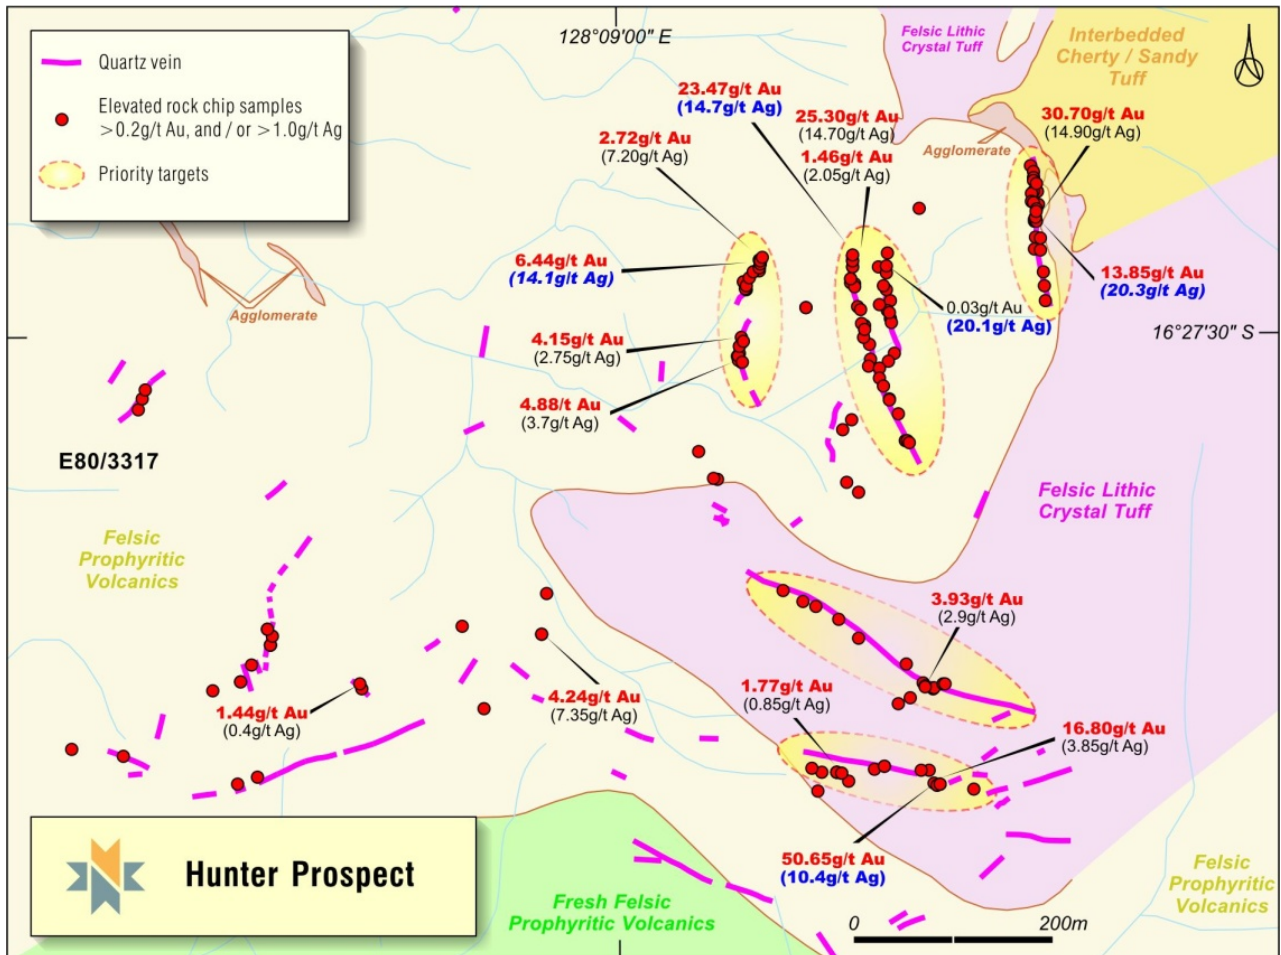 Quartz vein
Elevated rock chip samples
>0.2g/t Au, and / or >1.0g/t Ag
Priority targets
128°09'00" E
Felsic Lithic
Crystal Tuff
Interbedded
Cherty / Sandy
Tuff
23.47g/t Au
(14.7g/t Ag)
25.30g/t Au
(14.70g/t Ag)
1.46g/t Au
(2.05g/t Ag)
30.70g/t Au
(14.90g/t Ag)
2.72g/t Au
(7.20g/t Ag)
Agglomerate
6.44g/t Au
(14.1g/t Ag)
13.85g/t Au
(20.3g/t Ag)
Agglomerate
0.03g/t Au
(20.1g/t Ag)
16°27'30" S
4.15g/t Au
(2.75g/t Ag)
4.88/t Au
(3.7g/t Ag)
E80/3317
Felsic Lithic
Crystal Tuff
Felsic
Prophyritic
Volcanics
3.93g/t Au
(2.9g/t Ag)
1.77g/t Au
(0.85g/t Ag)
4.24g/t Au
(7.35g/t Ag)
1.44g/t Au
(0.4g/t Ag)
16.80g/t Au
(3.85g/t Ag)
50.65g/t Au
(10.4g/t Ag)
Hunter Prospect
Fresh Felsic
Prophyritic Volcanics
Felsic
Prophyritic
Volcanics
0
200m